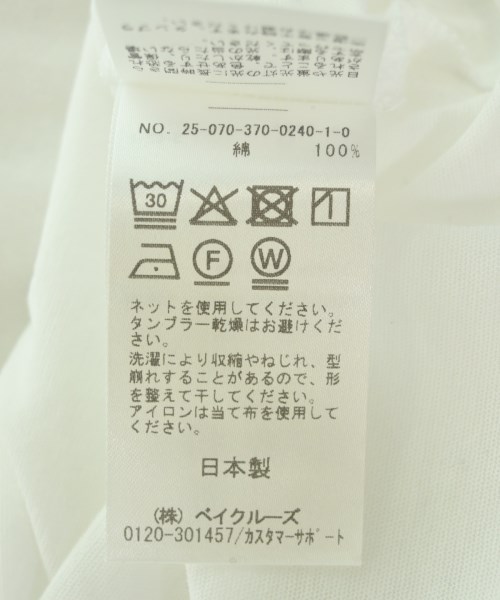 NO. 25-070-370-0240-1-0
綿 100%
30
F W
ネットを使用してください。
タンブラー乾燥はお避けくだ
さい。
洗濯により収縮やねじれ、型
崩れすることがあるので、形
を整えて干してください。
アイロンは当て布を使用して
ください。
日本製
(株) ベイクルーズ
0120-301457/カスタマーサポート